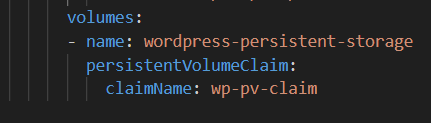 volumes:
- name: wordpress-persistent-storage
persistentVolumeClaim:
claimName: wp-pv-claim